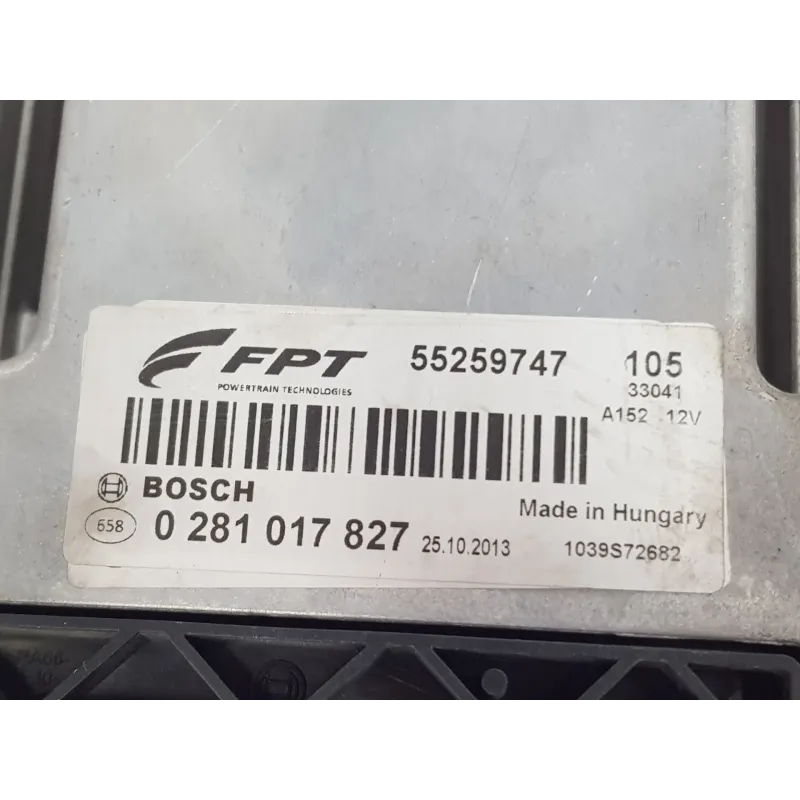 FPT 55259747 105
POWERTRAIN TECHNOLOGIES 33041
A152 12V
BOSCH
Made in Hungary
658 0 281 017 827 25.10.2013 1039S72682